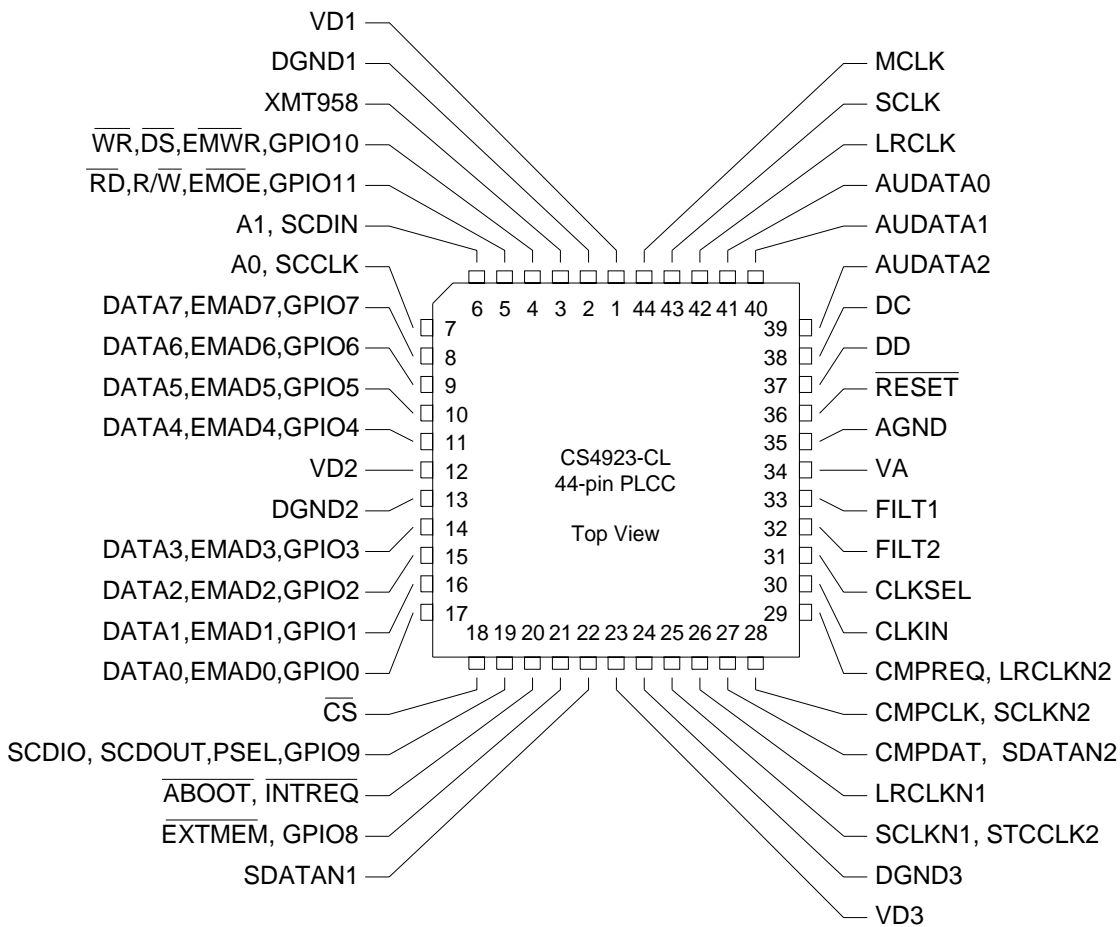 VD1
DGND1
XMT958
WR,DS,EMWR,GPIO10
RD,R/W,EMOE,GPIO11
A1, SCDIN
A0, SCCLK
DATA7,EMAD7,GPIO7
DATA6,EMAD6,GPIO6
DATA5,EMAD5,GPIO5
DATA4,EMAD4,GPIO4
VD2
DGND2
DATA3,EMAD3,GPIO3
DATA2,EMAD2,GPIO2
DATA1,EMAD1,GPIO1
DATA0,EMAD0,GPIO0
CS
SCDIO, SCDOUT,PSEL,GPIO9
ABOOT, INTREQ
EXTMEM, GPIO8
SDATAN1
MCLK
SCLK
LRCLK
AUDATA0
AUDATA1
AUDATA2
DC
DD
RESET
AGND
VA
FILT1
FILT2
CLKSEL
CLKIN
CMPREQ, LRCLKN2
CMPCLK, SCLKN2
CMPDAT, SDATAN2
LRCLKN1
SCLKN1, STCCLK2
DGND3
VD3
6 5 4 3 2 1 44 43 42 41 40
7
8
9
10
11
12
13
14
15
16
17
39
38
37
36
35
34
33
32
31
30
29
18 19 20 21 22 23 24 25 26 27 28
CS4923-CL
44-pin PLCC
Top View